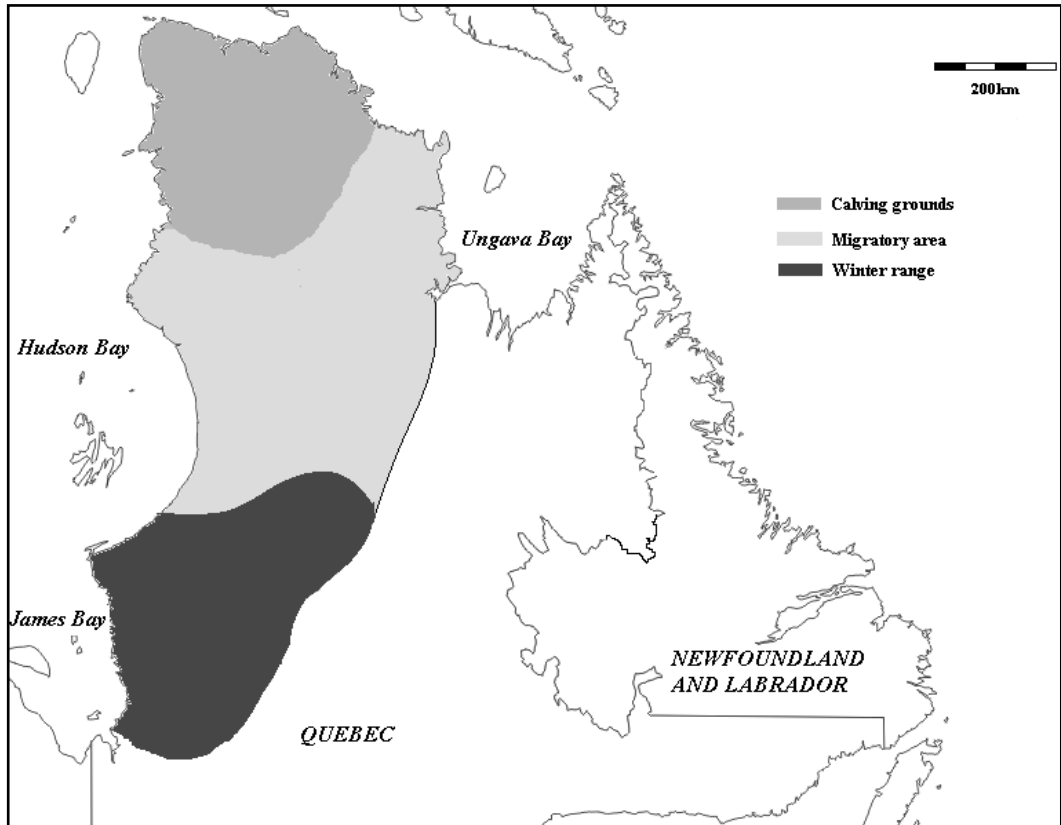 200km
Calving grounds
Ungava Bay
Migratory area
Winter range
Hudson Bay
James Bay
NEWFOUNDLAND
AND LABRADOR
QUEBEC